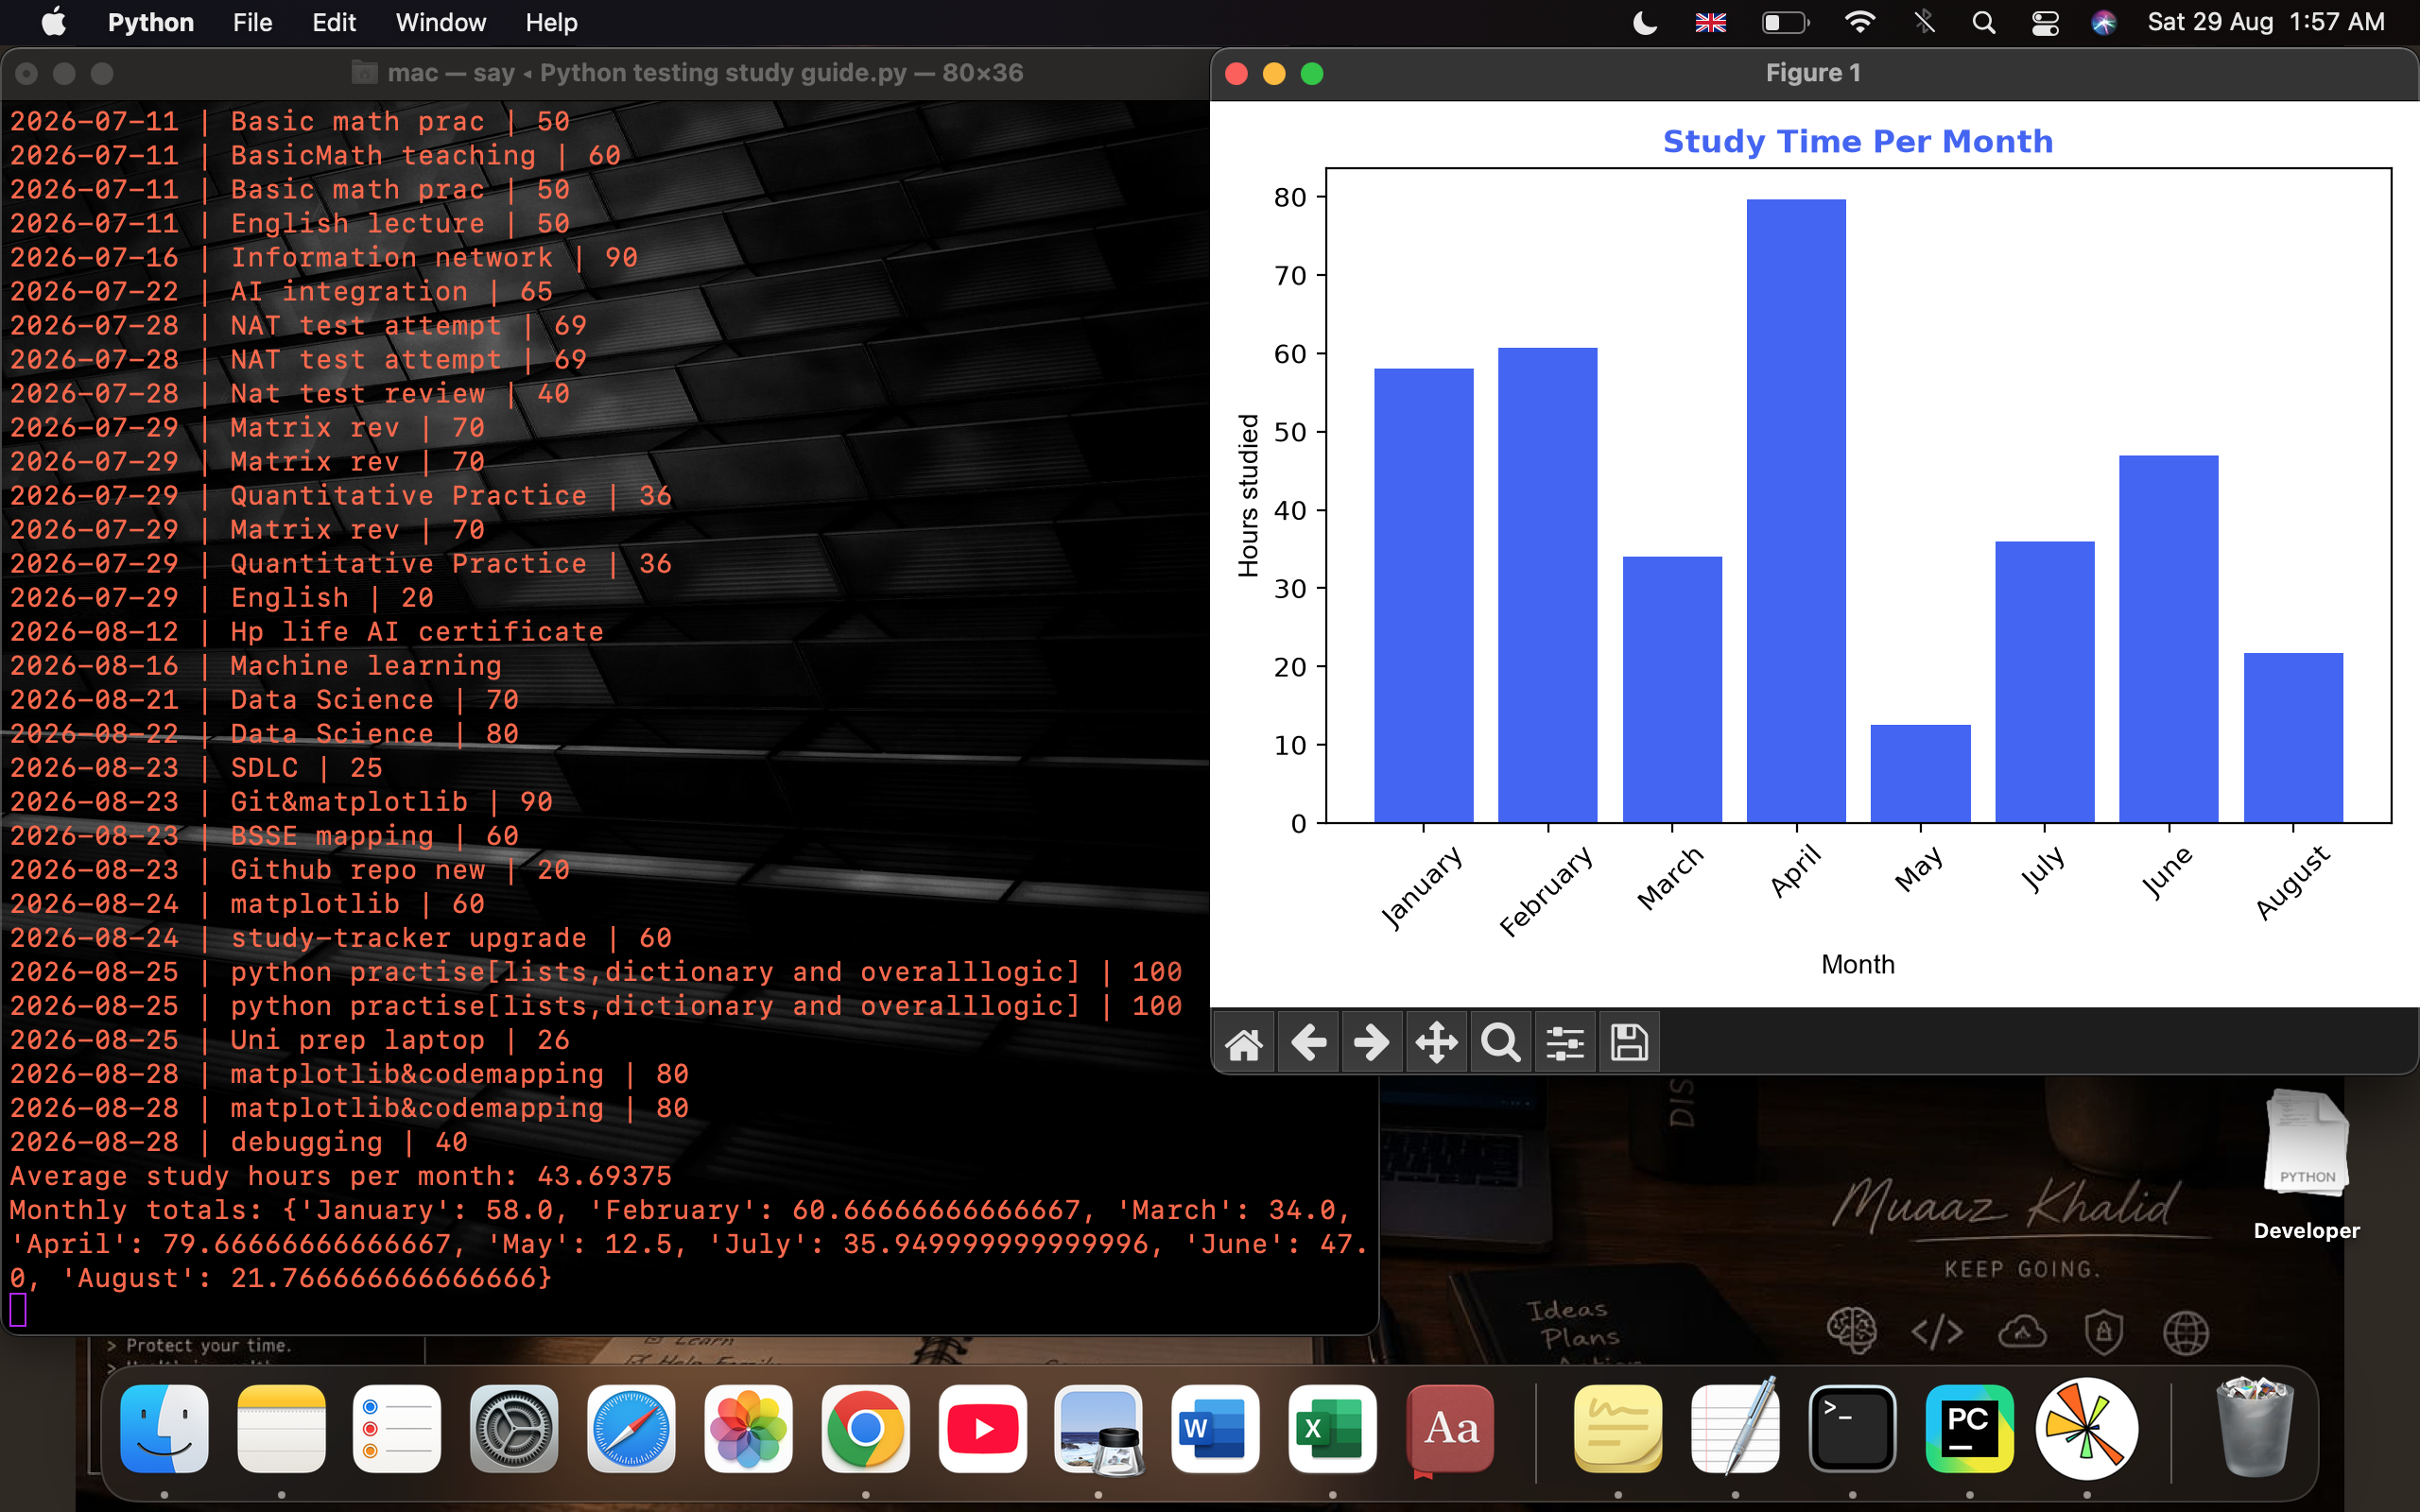 Python File Edit Window Help
Sat 29 Aug 1:57 AM
mac — say ◂ Python testing study guide.py — 80×36
2026-07-11 | Basic math prac | 50
2026-07-11 | BasicMath teaching | 60
2026-07-11 | Basic math prac | 50
2026-07-11 | English lecture | 50
2026-07-16 | Information network | 90
2026-07-22 | AI integration | 65
2026-07-28 | NAT test attempt | 69
2026-07-28 | NAT test attempt | 69
2026-07-28 | Nat test review | 40
2026-07-29 | Matrix rev | 70
2026-07-29 | Matrix rev | 70
2026-07-29 | Quantitative Practice | 36
2026-07-29 | Matrix rev | 70
2026-07-29 | Quantitative Practice | 36
2026-07-29 | English | 20
2026-08-12 | Hp life AI certificate
2026-08-16 | Machine learning
2026-08-21 | Data Science | 70
2026-08-22 | Data Science | 80
2026-08-23 | SDLC | 25
2026-08-23 | Git&matplotlib | 90
2026-08-23 | BSSE mapping | 60
2026-08-23 | Github repo new | 20
2026-08-24 | matplotlib | 60
2026-08-24 | study-tracker upgrade | 60
2026-08-25 | python practise[lists,dictionary and overalllogic] | 100
2026-08-25 | python practise[lists,dictionary and overalllogic] | 100
2026-08-25 | Uni prep laptop | 26
2026-08-28 | matplotlib&codemapping | 80
2026-08-28 | matplotlib&codemapping | 80
2026-08-28 | debugging | 40
Average study hours per month: 43.69375
Monthly totals: {'January': 58.0, 'February': 60.66666666666667, 'March': 34.0,
'April': 79.66666666666667, 'May': 12.5, 'July': 35.949999999999996, 'June': 47.
0, 'August': 21.766666666666666}
Figure 1
Study Time Per Month
80
70
60
50
40
30
20
10
0
Hours studied
January
February
March
April
May
July
June
August
Month
DIS
PYTHON
Developer
Muaaz Khalid
KEEP GOING.
Ideas
Plans
> Protect your time.
Learn
Help Family
W
X
Aa
>_
PC
</>